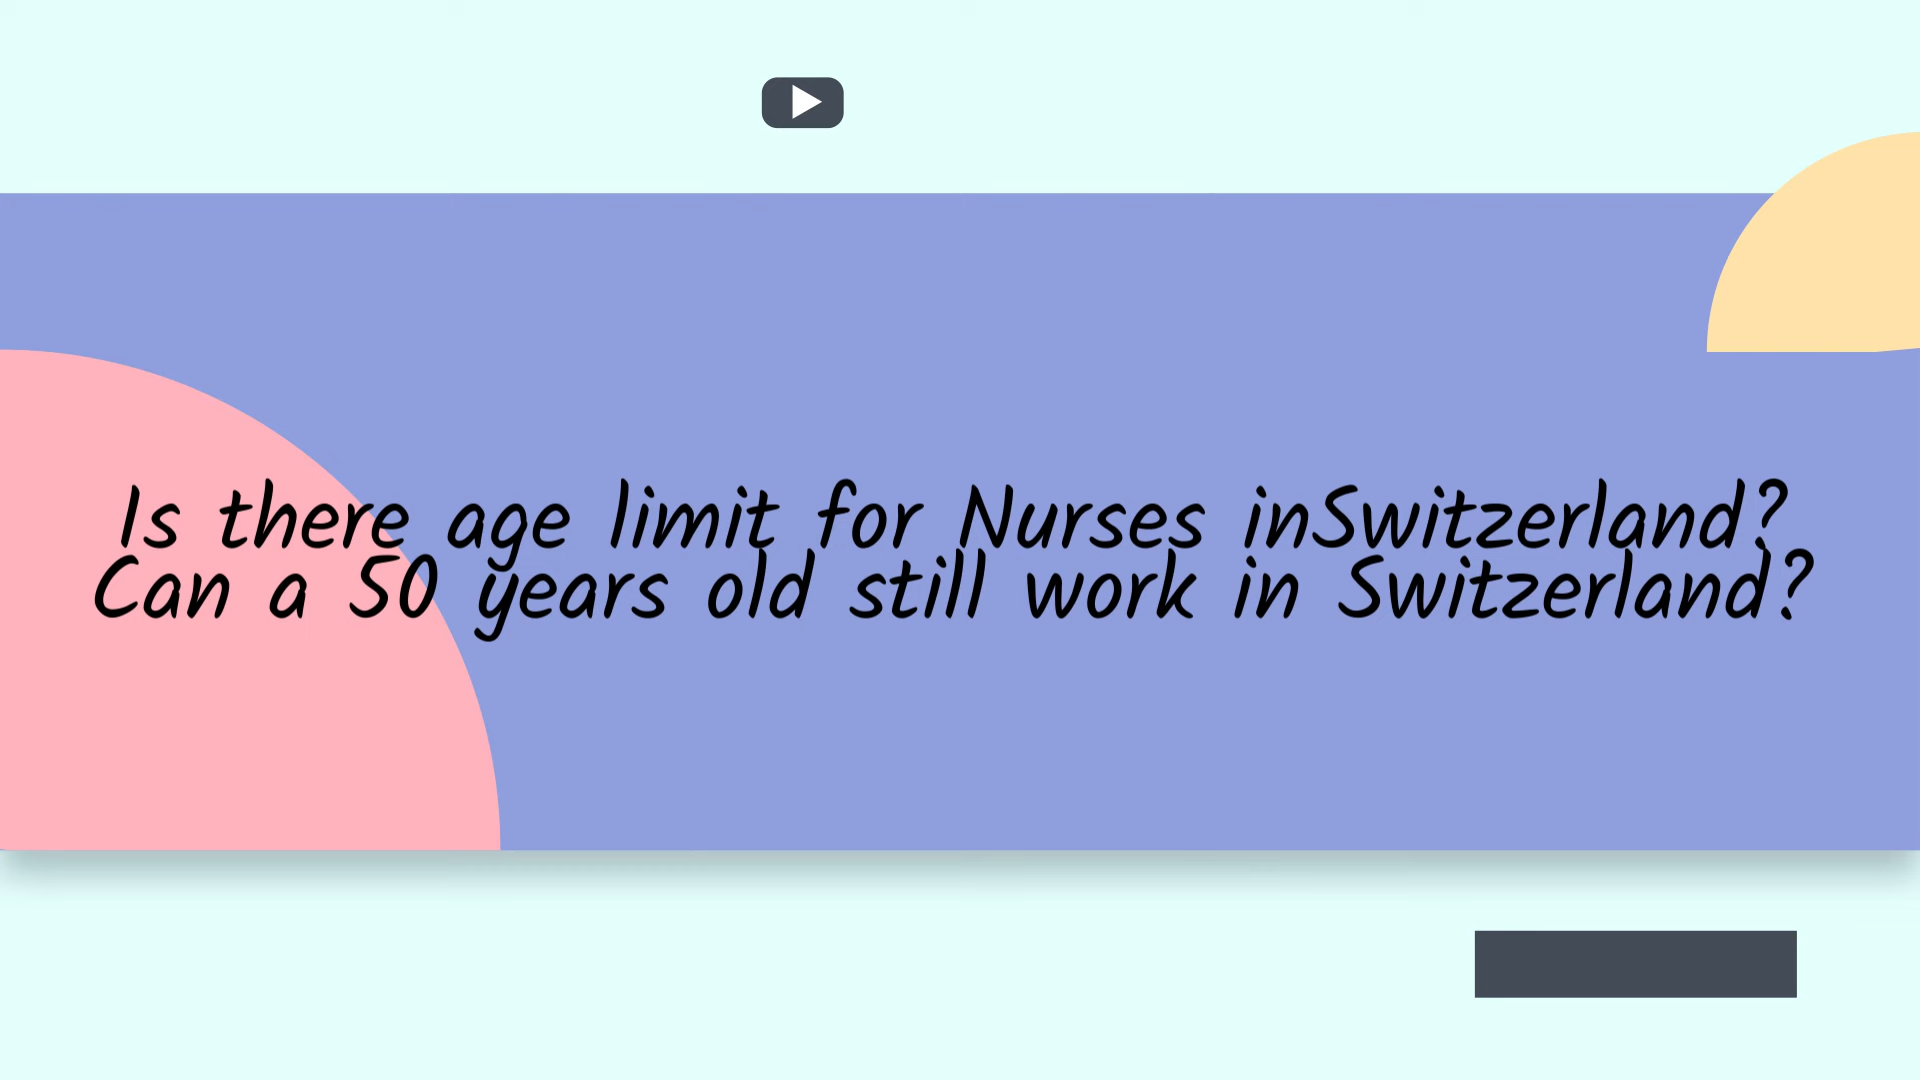 Is there age limit for Nurses inSwitzerland?
Can a 50 years old still work in Switzerland?